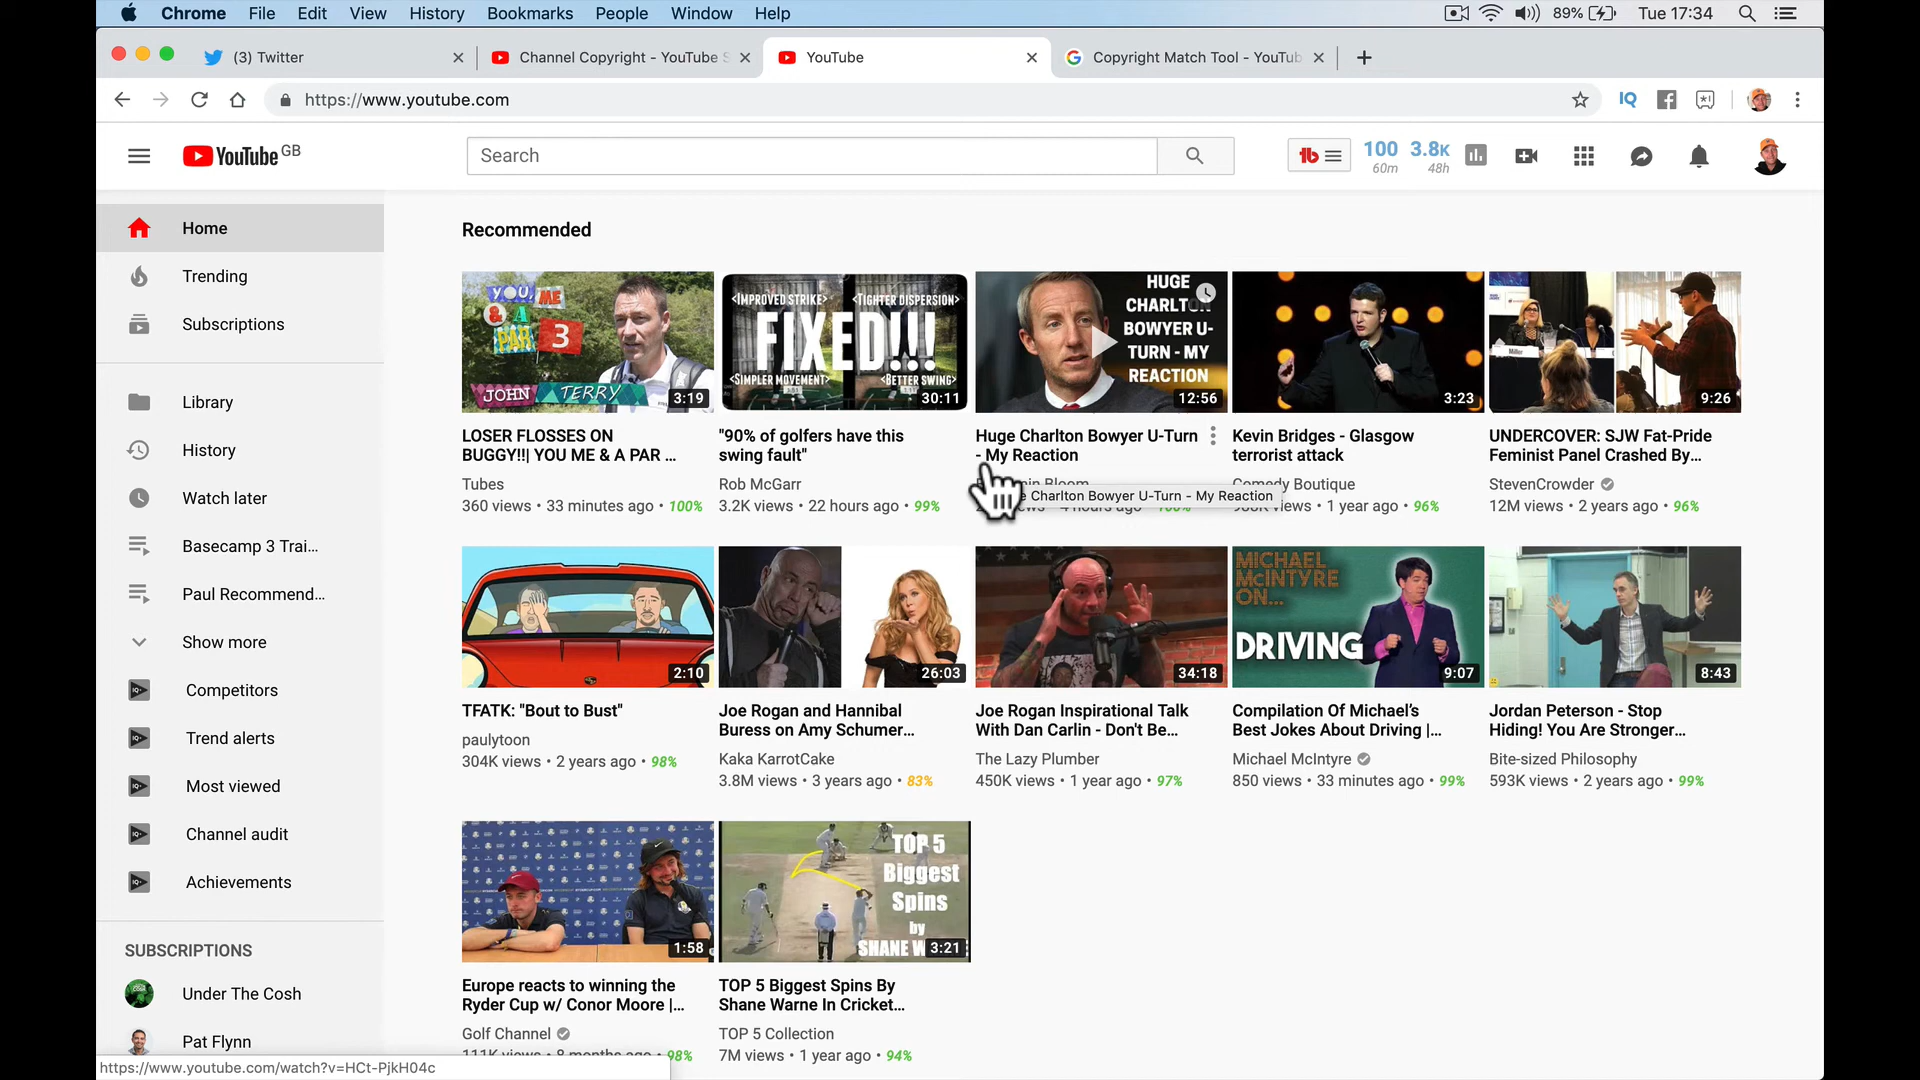 Chrome File Edit View History Bookmarks People Window Help 89% Tue 17:34
(3) Twitter Channel Copyright - YouTube S YouTube Copyright Match Tool - YouTub
https://www.youtube.com IQ
YouTube GB Search tb 100 60m 3.8K 48h
Home
Trending
Subscriptions
Library
History
Watch later
Basecamp 3 Trai...
Paul Recommend...
Show more
Competitors
Trend alerts
Most viewed
Channel audit
Achievements
SUBSCRIPTIONS
Under The Cosh
Pat Flynn
https://www.youtube.com/watch?v=HCt-PjkH04c
Recommended
YOU, ME
& A
PAR 3
JOHN TERRY
3:19
LOSER FLOSSES ON
BUGGY!!| YOU ME & A PAR ...
Tubes
360 views • 33 minutes ago • 100%
<IMPROVED STRIKE> <TIGHTER DISPERSION>
FIXED!!!
<SIMPLER MOVEMENT> <BETTER SWING>
30:11
"90% of golfers have this
swing fault"
Rob McGarr
3.2K views • 22 hours ago • 99%
HUGE
CHARLTON
BOWYER U-
TURN - MY
REACTION
12:56
Huge Charlton Bowyer U-Turn
- My Reaction
Charlton Bowyer U-Turn - My Reaction
3:23
Kevin Bridges - Glasgow
terrorist attack
Comedy Boutique
views • 1 year ago • 96%
Miller
9:26
UNDERCOVER: SJW Fat-Pride
Feminist Panel Crashed By...
StevenCrowder
12M views • 2 years ago • 96%
2:10
TFATK: "Bout to Bust"
paulytoon
304K views • 2 years ago • 98%
26:03
Joe Rogan and Hannibal
Buress on Amy Schumer...
Kaka KarrotCake
3.8M views • 3 years ago • 83%
34:18
Joe Rogan Inspirational Talk
With Dan Carlin - Don't Be...
The Lazy Plumber
450K views • 1 year ago • 97%
MICHAEL
McINTYRE
ON...
DRIVING
9:07
Compilation Of Michael's
Best Jokes About Driving |...
Michael McIntyre
850 views • 33 minutes ago • 99%
8:43
Jordan Peterson - Stop
Hiding! You Are Stronger...
Bite-sized Philosophy
593K views • 2 years ago • 99%
1:58
Europe reacts to winning the
Ryder Cup w/ Conor Moore |...
Golf Channel
111K views • 8 months ago • 98%
TOP 5
Biggest
Spins
by
SHANE W
3:21
TOP 5 Biggest Spins By
Shane Warne In Cricket...
TOP 5 Collection
7M views • 1 year ago • 94%